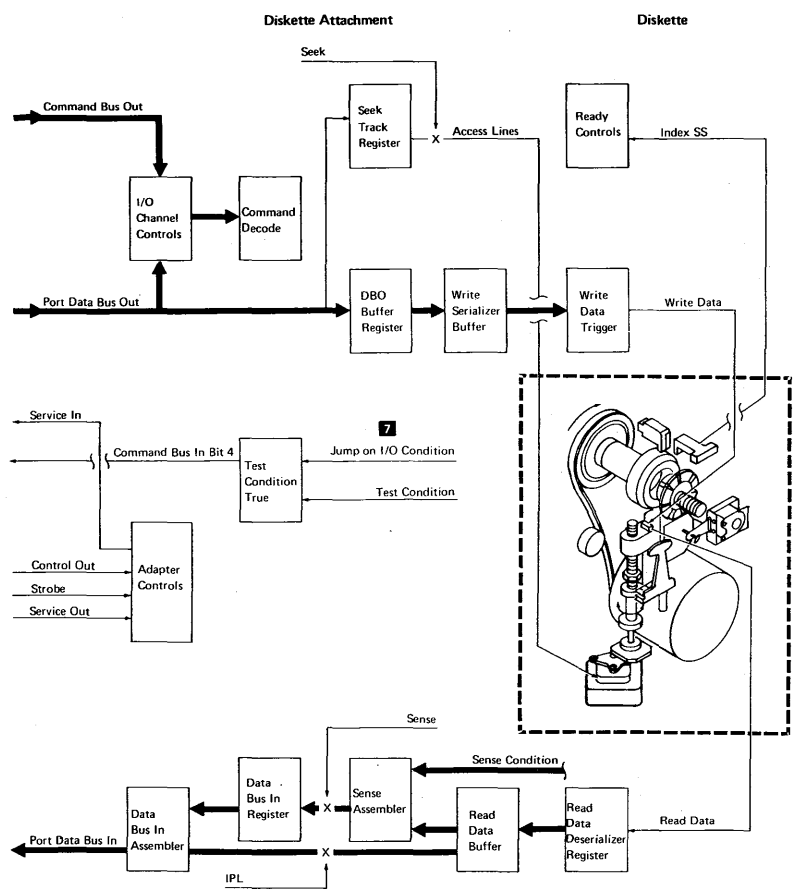 Diskette Attachment
Diskette
Seek
Command Bus Out
Seek
Track
Register
Access Lines
Ready
Controls
Index SS
X
I/O
Channel
Controls
Command
Decode
Port Data Bus Out
DBO
Buffer
Register
Write
Serializer
Buffer
Write
Data
Trigger
Write Data
Service In
7
Command Bus In Bit 4
Jump on I/O Condition
Test
Condition
True
Test Condition
Control Out
Strobe
Service Out
Adapter
Controls
Sense
Sense Condition
Data
Bus In
Register
X
Sense
Assembler
Data
Bus In
Assembler
Read
Data
Buffer
Read
Data
Deserializer
Register
Read Data
Port Data Bus In
X
IPL